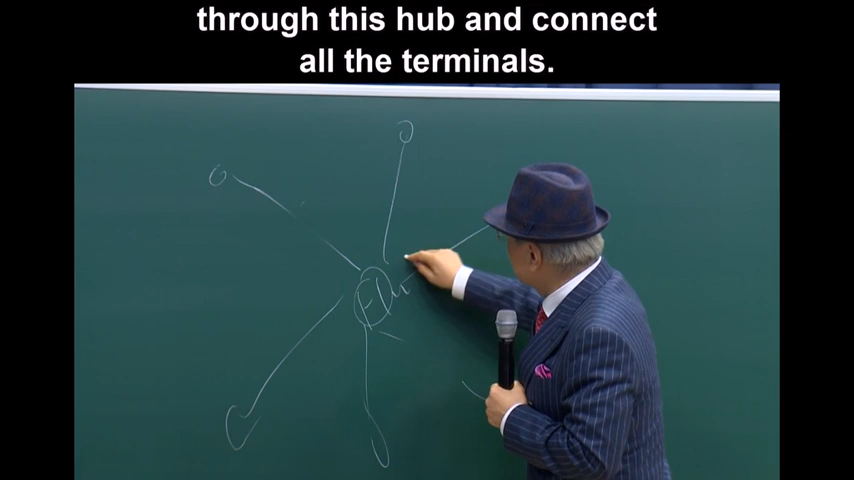 through this hub and connect
all the terminals.